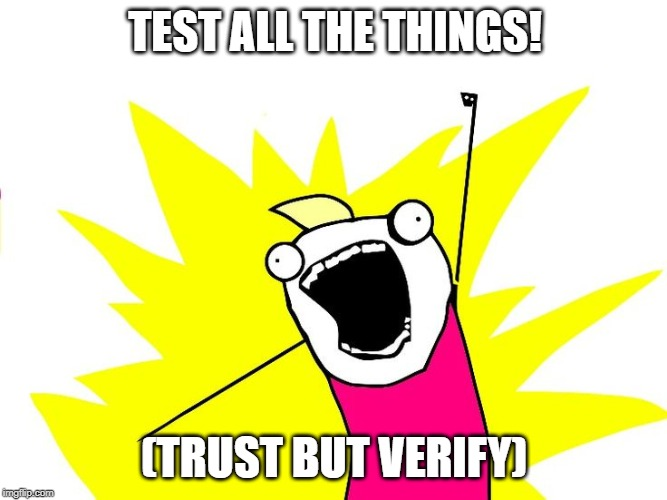 TEST ALL THE THINGS!
(TRUST BUT VERIFY)
imgflip.com